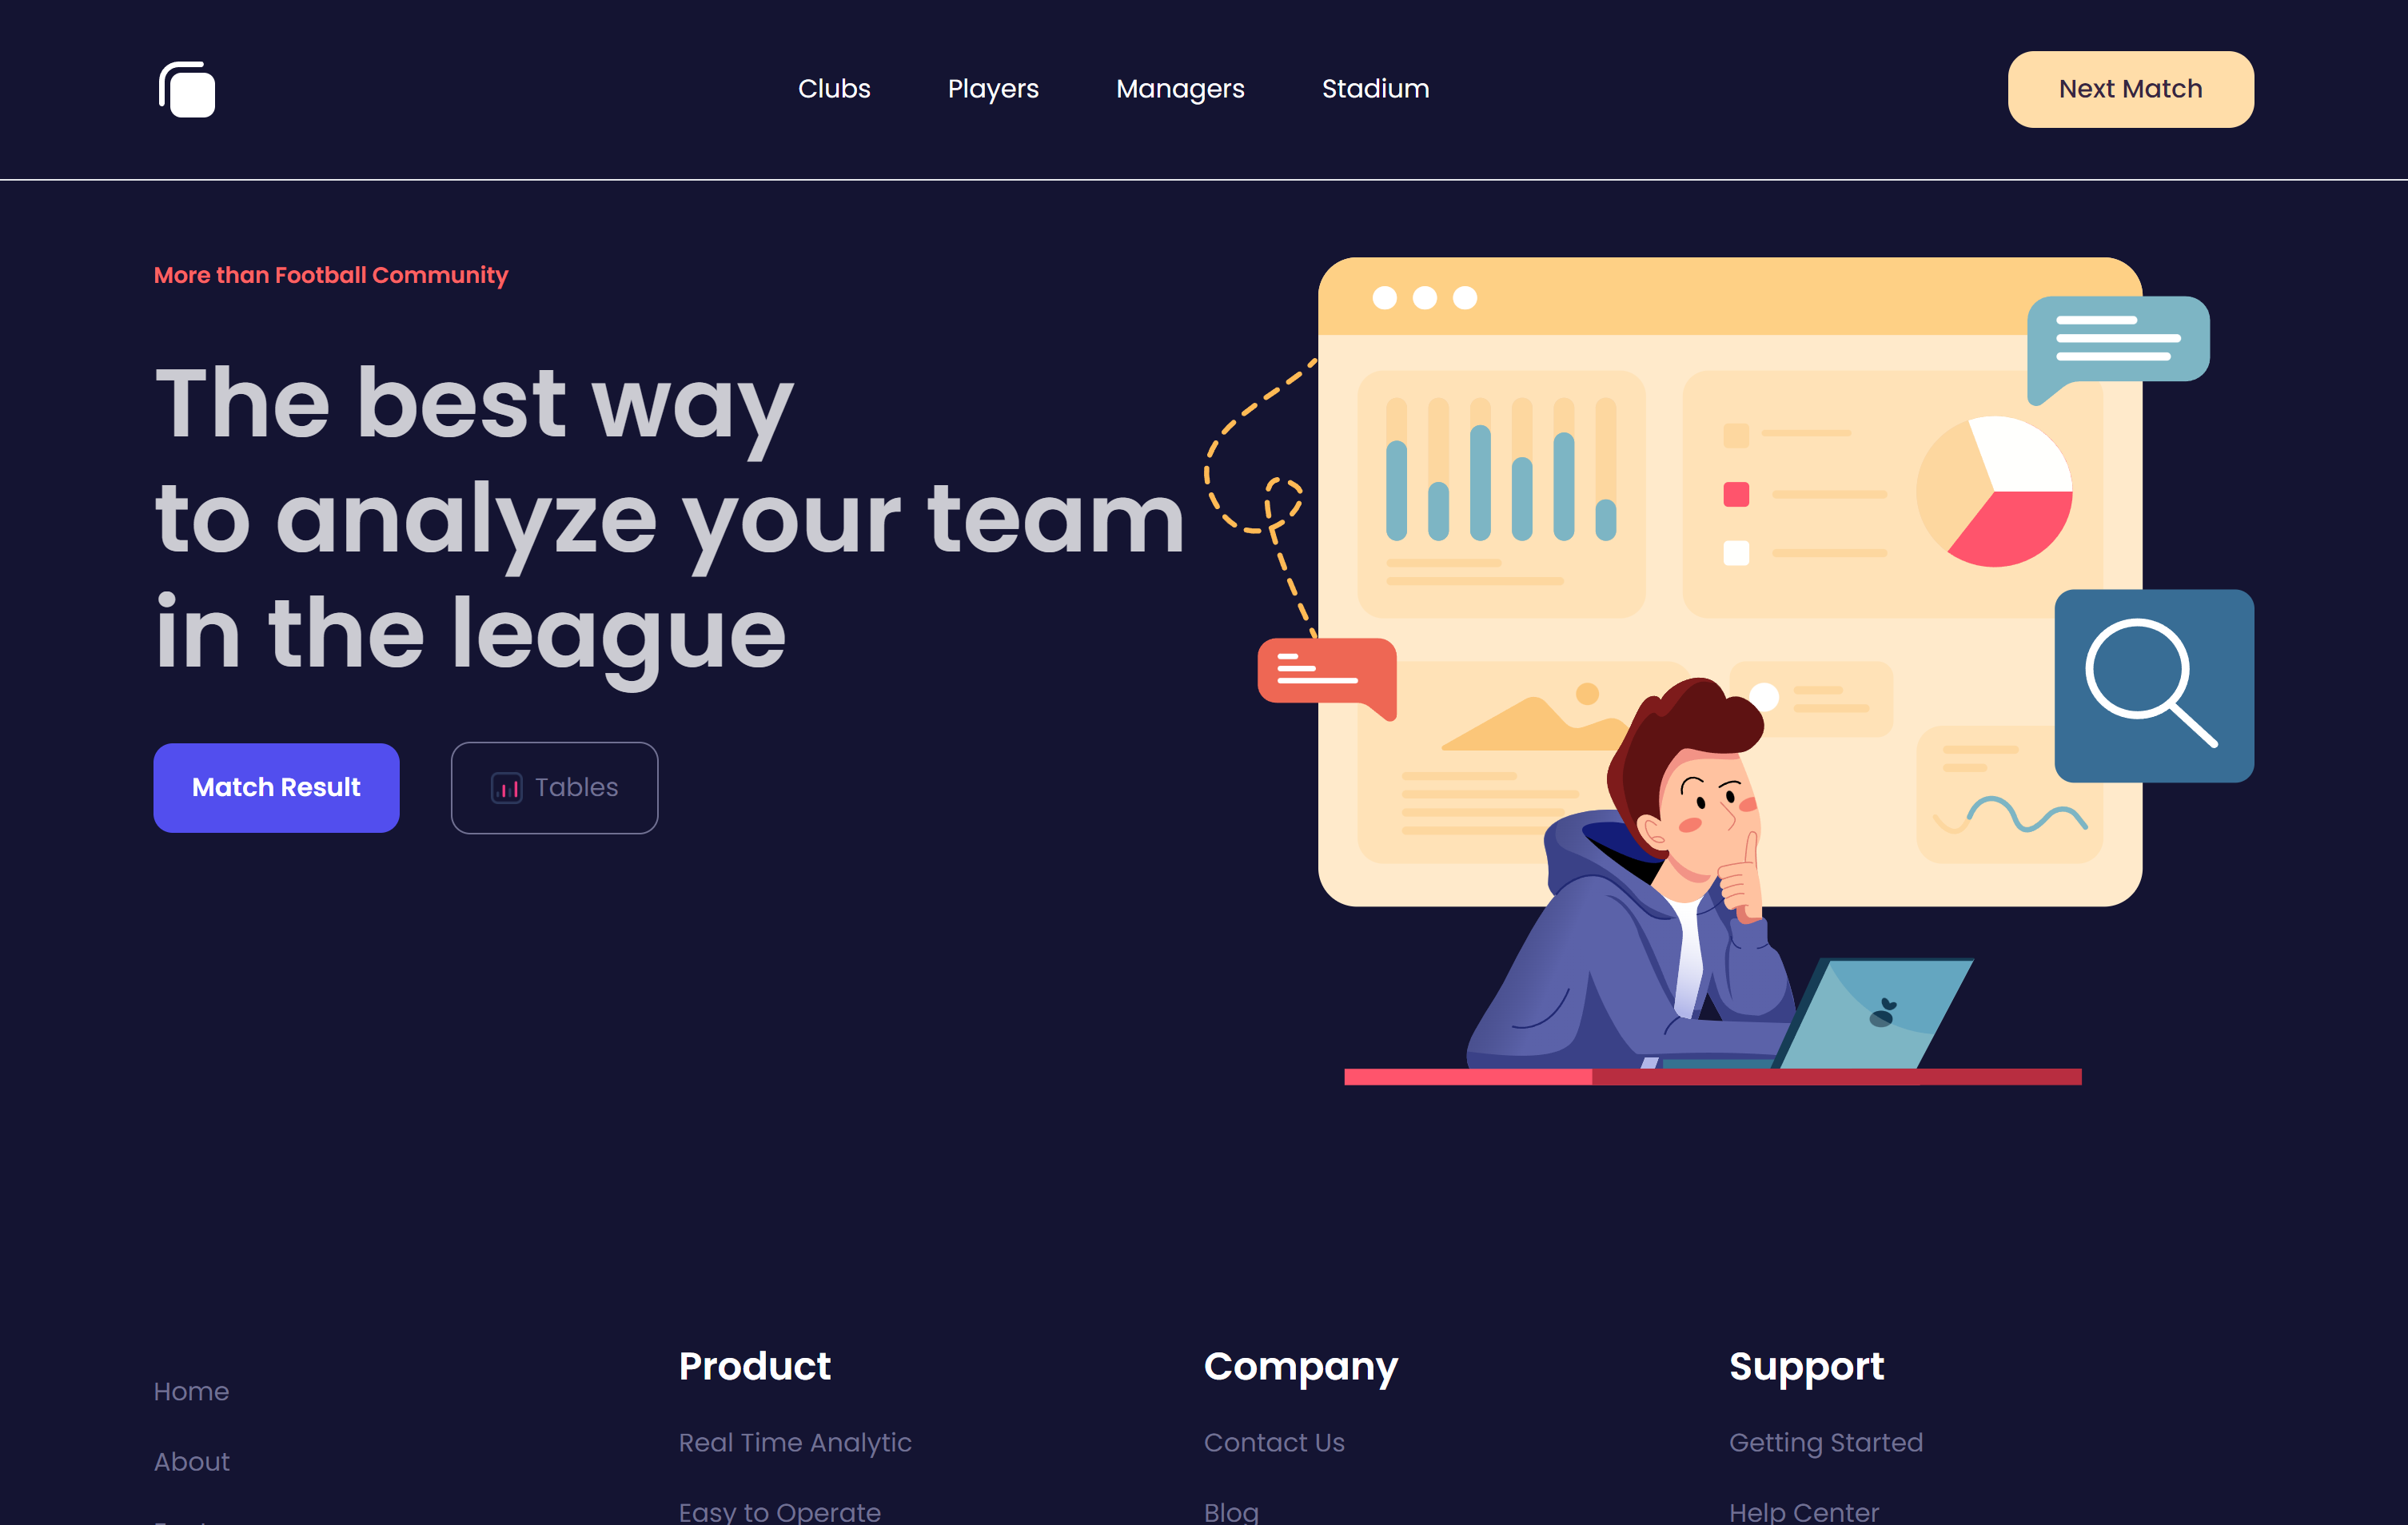 Clubs Players Managers Stadium Next Match
More than Football Community
The best way
to analyze your team
in the league
Match Result Tables
Product Company Support
Home
Real Time Analytic Contact Us Getting Started
About
Easy to Operate Blog Help Center